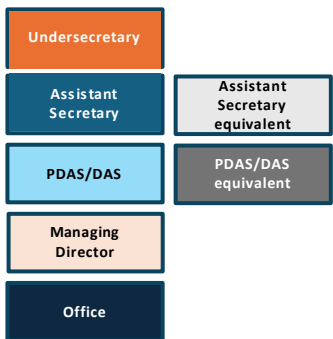 Undersecretary
Assistant
Secretary
Assistant
Secretary
equivalent
PDAS/DAS
PDAS/DAS
equivalent
Managing
Director
Office